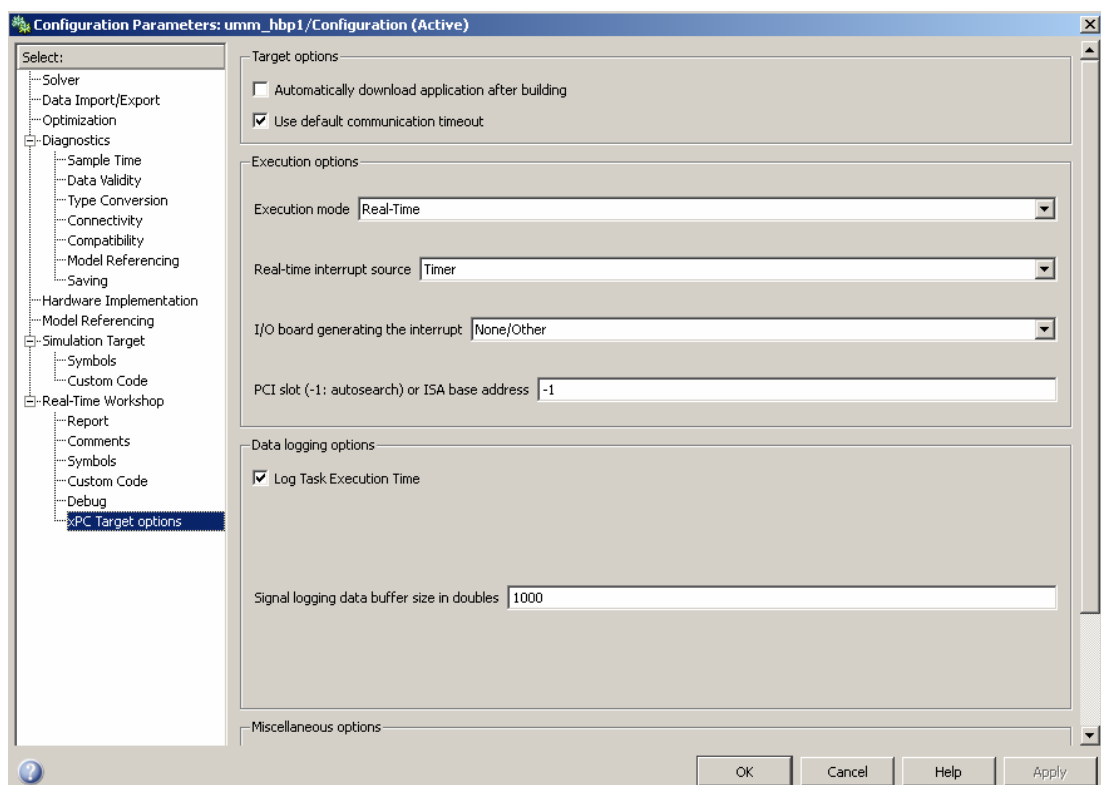 Configuration Parameters: umm_hbp1/Configuration (Active)
Select:
Solver
Data Import/Export
Optimization
Diagnostics
Sample Time
Data Validity
Type Conversion
Connectivity
Compatibility
Model Referencing
Saving
Hardware Implementation
Model Referencing
Simulation Target
Symbols
Custom Code
Real-Time Workshop
Report
Comments
Symbols
Custom Code
Debug
xPC Target options
Target options
Automatically download application after building
Use default communication timeout
Execution options
Execution mode Real-Time
Real-time interrupt source Timer
I/O board generating the interrupt None/Other
PCI slot (-1: autosearch) or ISA base address -1
Data logging options
Log Task Execution Time
Signal logging data buffer size in doubles 1000
Miscellaneous options
OK Cancel Help Apply